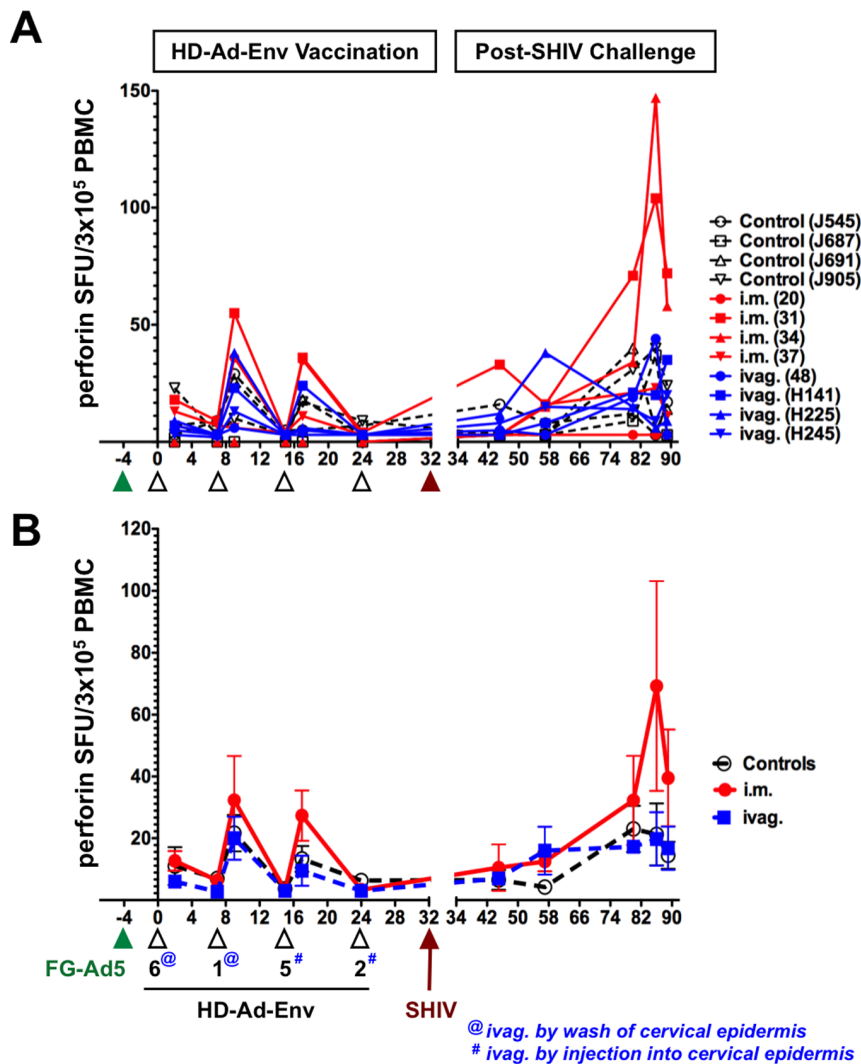 A
HD-Ad-Env Vaccination
Post-SHIV Challenge
perforin SFU/3x10⁵ PBMC
150
100
50
-4 0 4 8 12 16 20 24 28 32 34 42 50 58 66 74 82 90
Control (J545)
Control (J687)
Control (J691)
Control (J905)
i.m. (20)
i.m. (31)
i.m. (34)
i.m. (37)
ivag. (48)
ivag. (H141)
ivag. (H225)
ivag. (H245)
B
perforin SFU/3x10⁵ PBMC
120
100
80
60
40
20
-4 0 4 8 12 16 20 24 28 32 34 42 50 58 66 74 82 90
Controls
i.m.
ivag.
FG-Ad5 6@ 1@ 5# 2#
HD-Ad-Env
SHIV
@ ivag. by wash of cervical epidermis
# ivag. by injection into cervical epidermis